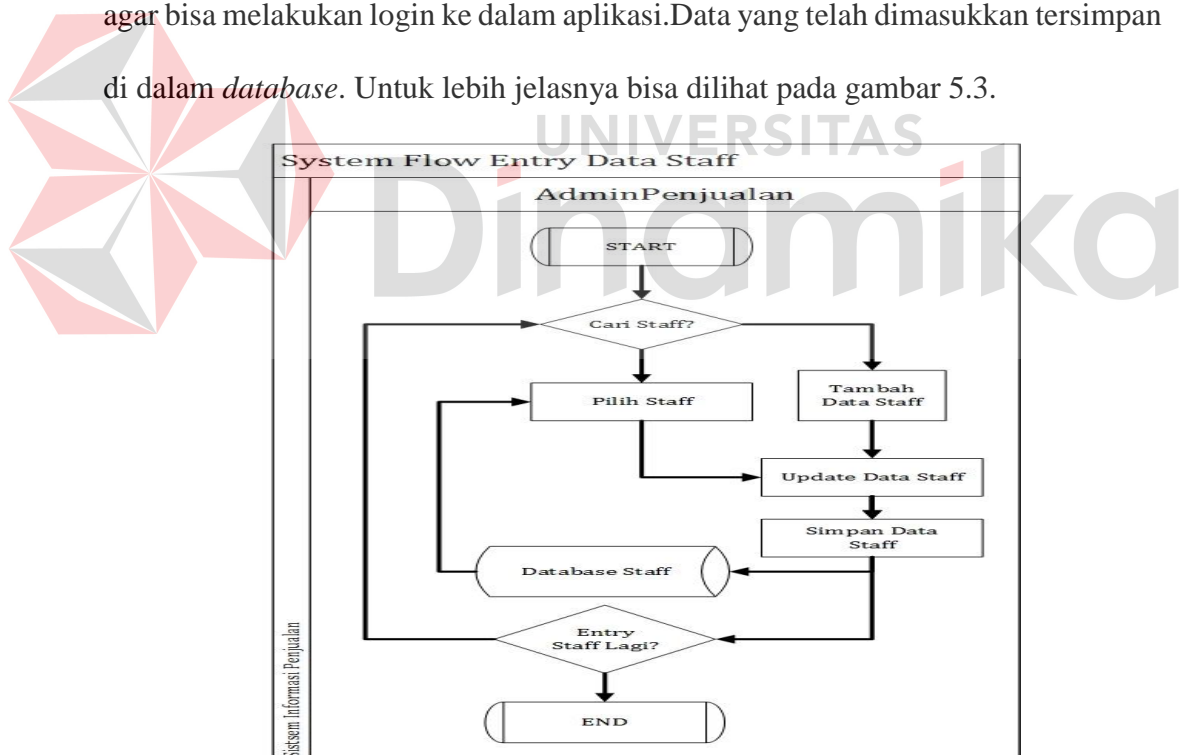 agar bisa melakukan login ke dalam aplikasi.Data yang telah dimasukkan tersimpan
di dalam database. Untuk lebih jelasnya bisa dilihat pada gambar 5.3.
UNIVERSITAS
Dinamika
System Flow Entry Data Staff
AdminPenjualan
START
Cari Staff?
Pilih Staff
Tambah
Data Staff
Update Data Staff
Simpan Data
Staff
Database Staff
Entry
Staff Lagi?
END
Sistsem Informasi Penjualan